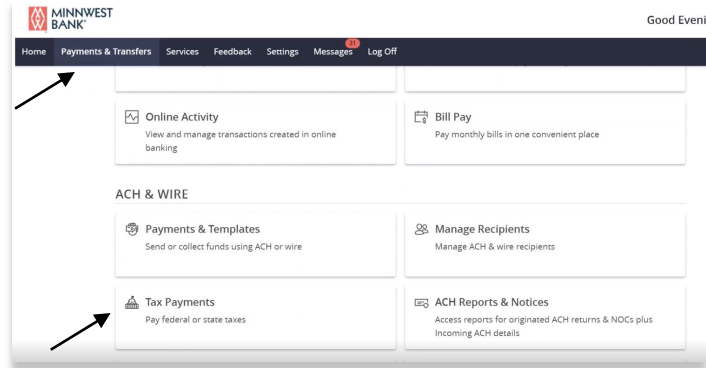 MINNWEST
BANK
Good Eveni
Home Payments & Transfers Services Feedback Settings Messages 31 Log Off
Online Activity
View and manage transactions created in online
banking
Bill Pay
Pay monthly bills in one convenient place
ACH & WIRE
Payments & Templates
Send or collect funds using ACH or wire
Manage Recipients
Manage ACH & wire recipients
Tax Payments
Pay federal or state taxes
ACH Reports & Notices
Access reports for originated ACH returns & NOCs plus
Incoming ACH details